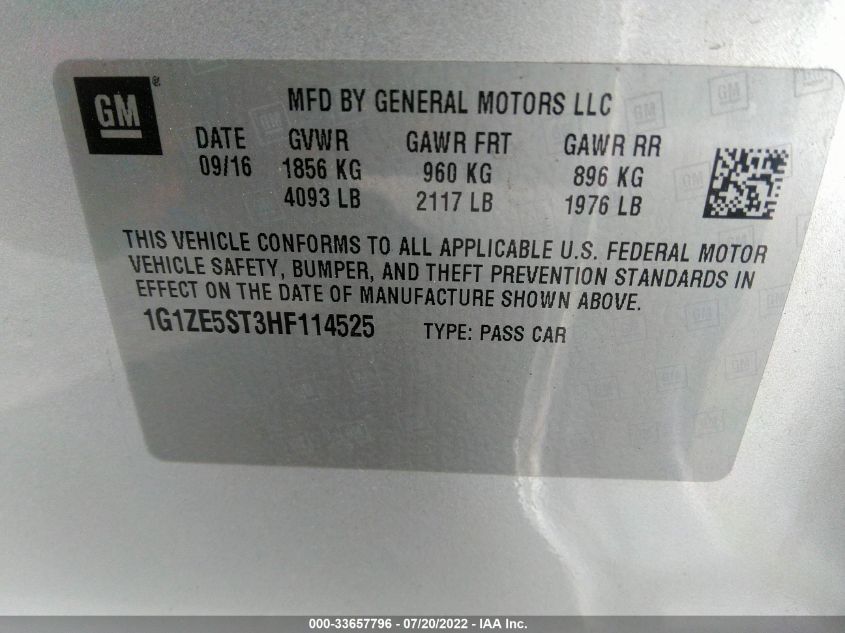 GM®
MFD BY GENERAL MOTORS LLC
DATE GVWR GAWR FRT GAWR RR
09/16 1856 KG 960 KG 896 KG
4093 LB 2117 LB 1976 LB
THIS VEHICLE CONFORMS TO ALL APPLICABLE U.S. FEDERAL MOTOR
VEHICLE SAFETY, BUMPER, AND THEFT PREVENTION STANDARDS IN
EFFECT ON THE DATE OF MANUFACTURE SHOWN ABOVE.
1G1ZE5ST3HF114525 TYPE: PASS CAR
000-33657796 - 07/20/2022 - IAA Inc.